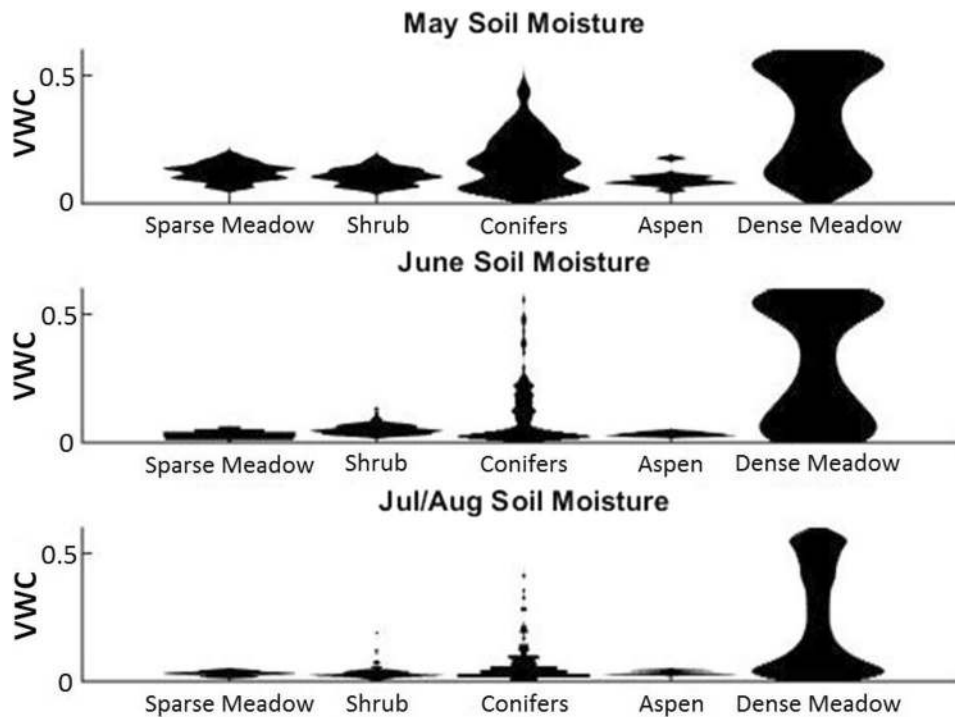 May Soil Moisture
VWC
0.5
0
Sparse Meadow Shrub Conifers Aspen Dense Meadow
June Soil Moisture
VWC
0.5
0
Sparse Meadow Shrub Conifers Aspen Dense Meadow
Jul/Aug Soil Moisture
VWC
0.5
0
Sparse Meadow Shrub Conifers Aspen Dense Meadow